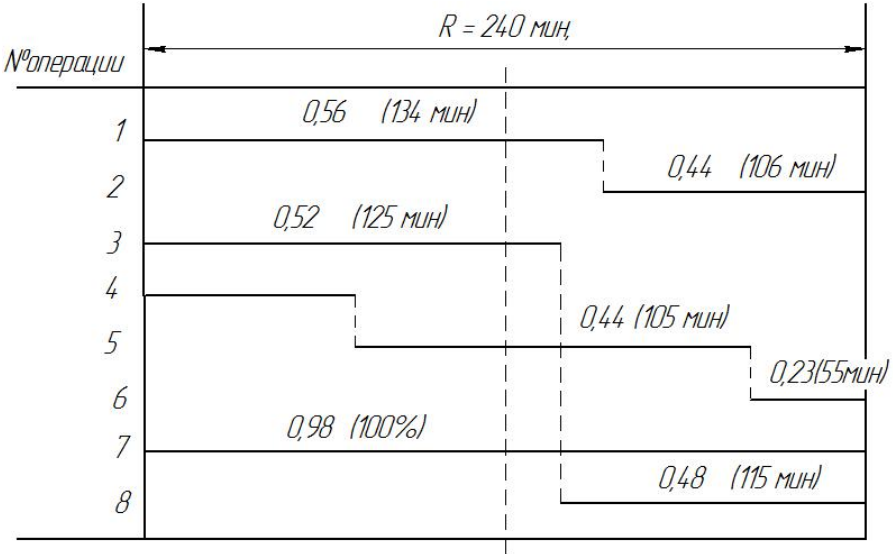 R = 240 мин,
№операции
0,56 (134 мин)
1
0,44 (106 мин)
2
0,52 (125 мин)
3
4
0,44 (105 мин)
5
0,23(55мин)
6
0,98 (100%)
7
0,48 (115 мин)
8